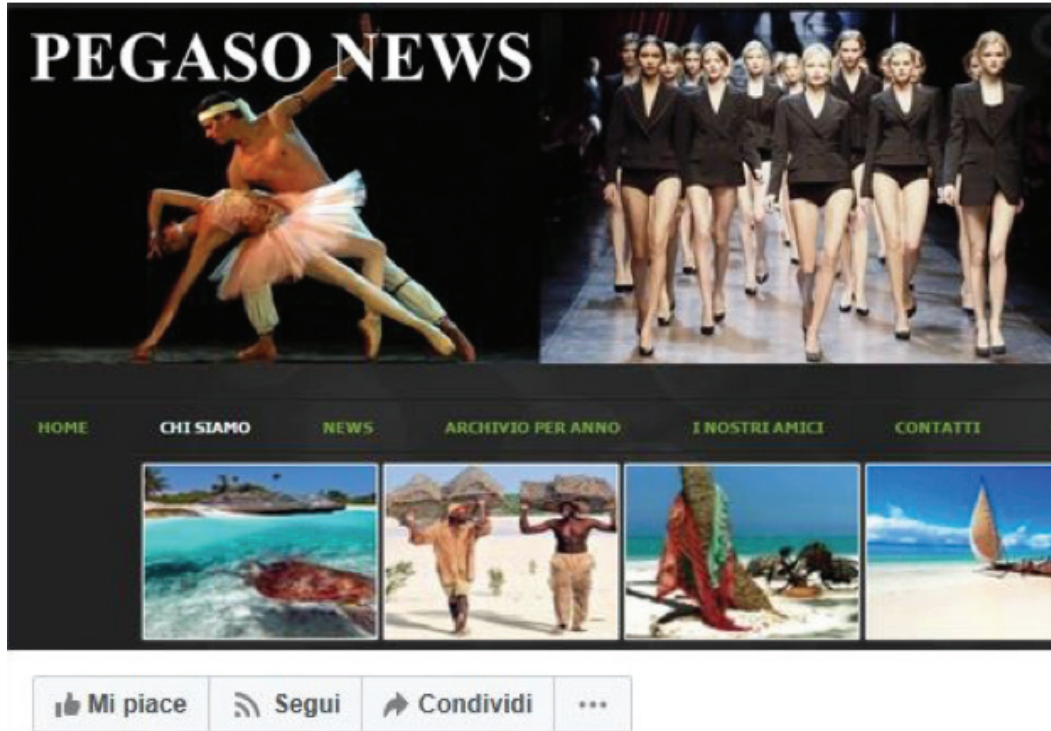 PEGASO NEWS
HOME CHI SIAMO NEWS ARCHIVIO PER ANNO I NOSTRI AMICI CONTATTI
Mi piace Segui Condividi ...